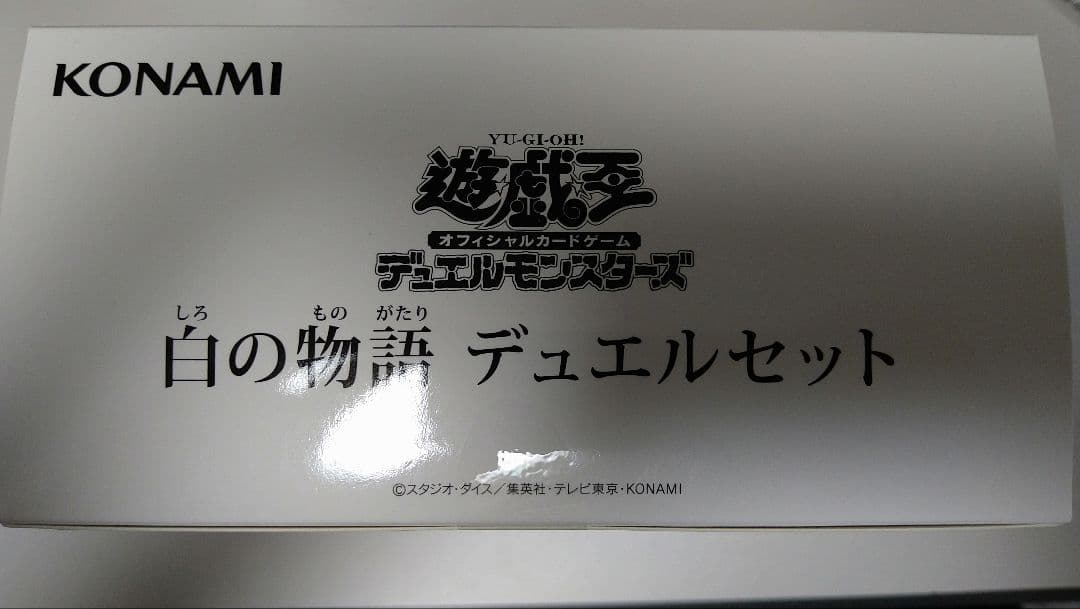 KONAMI
YU-GI-OH!
遊戯王
オフィシャルカードゲーム
デュエルモンスターズ
しろ もの がたり
白の物語 デュエルセット
©スタジオ・ダイス／集英社・テレビ東京・KONAMI